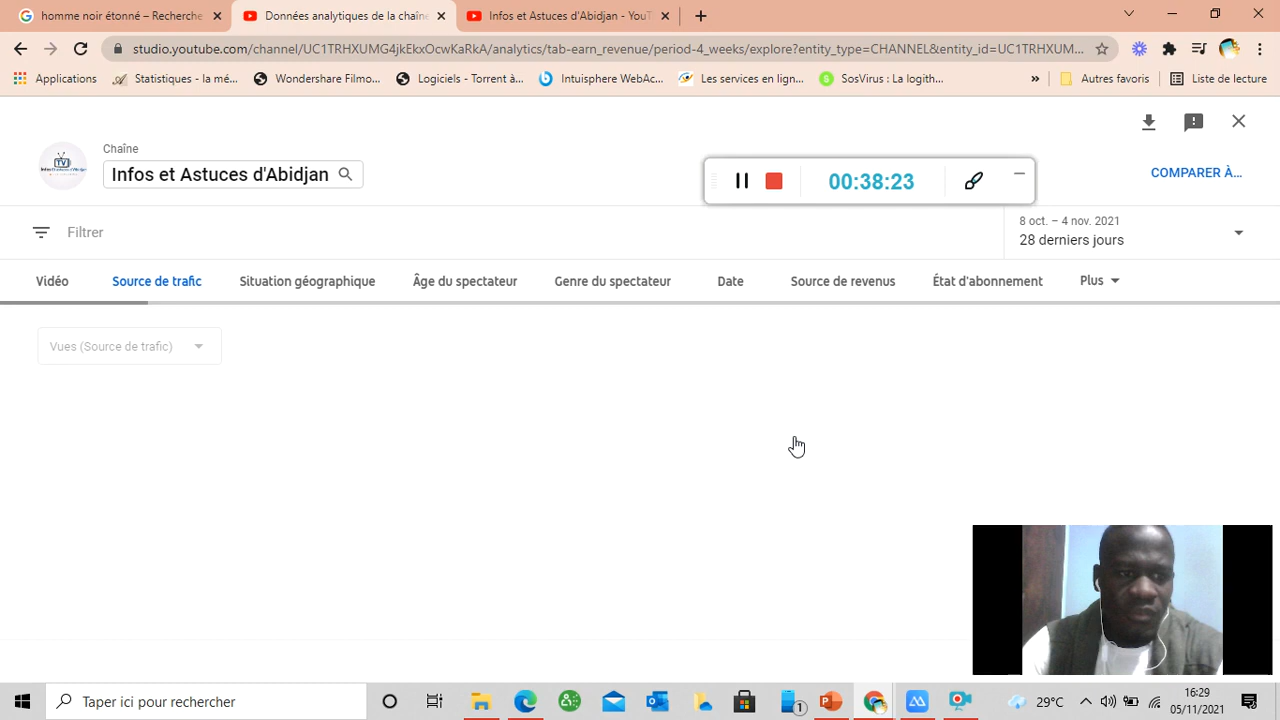 homme noir étonné - Recherche
Données analytiques de la chaîne
Infos et Astuces d'Abidjan - YouT
studio.youtube.com/channel/UC1TRHXUMG4jkEkxOcwKaRkA/analytics/tab-earn_revenue/period-4_weeks/explore?entity_type=CHANNEL&entity_id=UC1TRHXUM...
Applications
Statistiques - la mé...
Wondershare Filmo...
Logiciels - Torrent à...
Intuisphere WebAc...
Les services en lign...
SosVirus : La logith...
»
Autres favoris
Liste de lecture
Chaîne
Infos et Astuces d'Abidjan
00:38:23
COMPARER À...
Filtrer
8 oct. – 4 nov. 2021
28 derniers jours
Vidéo
Source de trafic
Situation géographique
Âge du spectateur
Genre du spectateur
Date
Source de revenus
État d'abonnement
Plus
Vues (Source de trafic)
Taper ici pour rechercher
1
29°C
16:29
05/11/2021